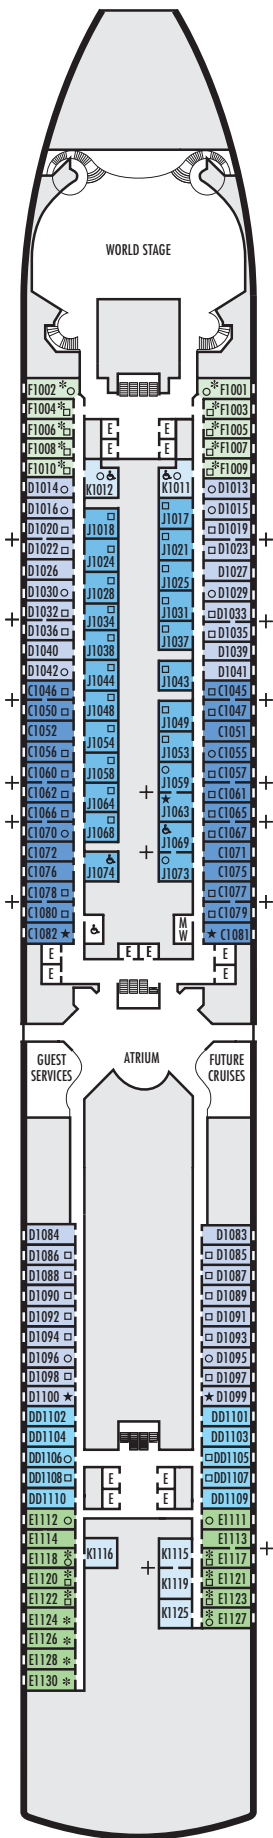 WORLD STAGE
F1002 F1001
F1004 F1003
E E
F1006 F1005
E E
F1008 F1007
F1010 K1012 K1011 F1009
D1014 D1013
D1016 J1017 D1015
D1020 J1018 D1019
D1022 J1021 D1023
J1024
D1026 J1025 D1027
D1030 J1028 D1029
D1032 J1031 D1033
J1034
D1036 J1037 D1035
D1040 J1038 D1039
D1042 D1041
C1046 J1044 J1043 C1045
C1050 J1048 C1047
C1052 J1049 C1051
J1054
C1056 J1053 C1055
C1060 J1058 J1059 C1057
C1062 C1061
J1064 J1063
C1066 C1065
C1070 J1068 J1069 C1067
C1072 C1071
C1076 J1074 J1073 C1075
C1078 C1077
C1080 C1079
C1082 M W C1081
E E E E
E E
GUEST SERVICES
ATRIUM
FUTURE CRUISES
D1084 D1083
D1086 D1085
D1088 D1087
D1090 D1089
D1092 D1091
D1094 D1093
D1096 D1095
D1098 D1097
D1100 D1099
DD1102 DD1101
DD1104 DD1103
DD1106 DD1105
DD1108 E E DD1107
DD1110 E E DD1109
E1112 E1111
E1114 E1113
E1118 K1116 K1115 E1117
E1120 K1119 E1121
E1122 E1123
E1124 K1125 E1127
E1126
E1128
E1130